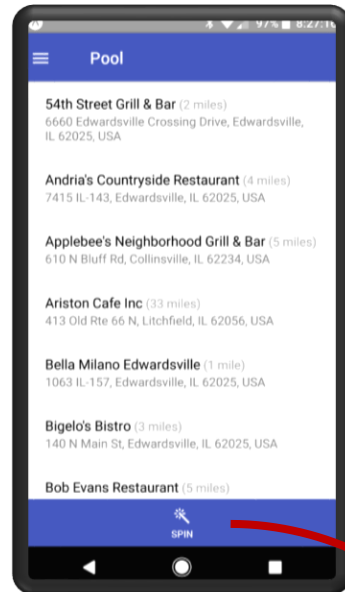 97% 8:27:10
Pool
54th Street Grill & Bar (2 miles)
6660 Edwardsville Crossing Drive, Edwardsville,
IL 62025, USA
Andria's Countryside Restaurant (4 miles)
7415 IL-143, Edwardsville, IL 62025, USA
Applebee's Neighborhood Grill & Bar (5 miles)
610 N Bluff Rd, Collinsville, IL 62234, USA
Ariston Cafe Inc (33 miles)
413 Old Rte 66 N, Litchfield, IL 62056, USA
Bella Milano Edwardsville (1 mile)
1063 IL-157, Edwardsville, IL 62025, USA
Bigelo's Bistro (3 miles)
140 N Main St, Edwardsville, IL 62025, USA
Bob Evans Restaurant (5 miles)
SPIN